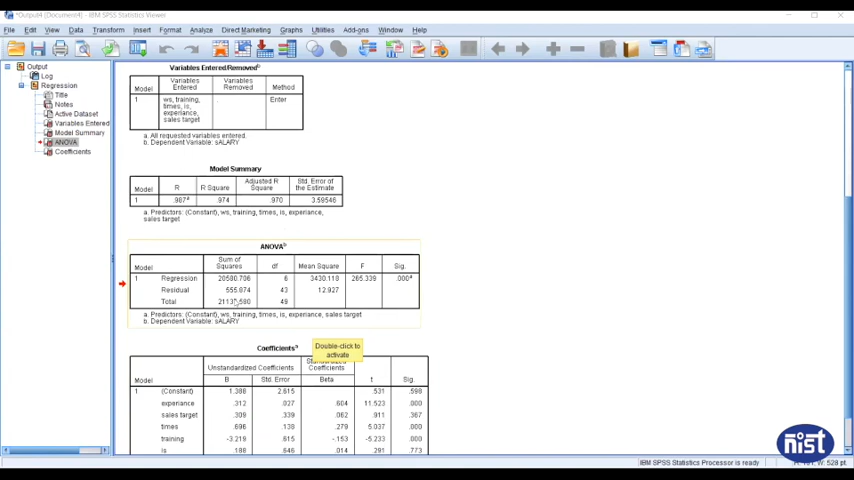 *Output4 [Document4] - IBM SPSS Statistics Viewer
File Edit View Data Transform Insert Format Analyze Direct Marketing Graphs Utilities Add-ons Window Help
Output
Log
Regression
Title
Notes
Active Dataset
Variables Entered
Model Summary
ANOVA
Coefficients
Variables Entered/Removedb
Model Variables Entered Variables Removed Method
1 ws, training, times, is, experiance, sales target . Enter
a. All requested variables entered.
b. Dependent Variable: sALARY
Model Summary
Model R R Square Adjusted R Square Std. Error of the Estimate
1 .987a .974 .970 3.59546
a. Predictors: (Constant), ws, training, times, is, experiance,
sales target
ANOVAb
Model Sum of Squares df Mean Square F Sig.
1 Regression 20580.706 6 3430.118 265.339 .000a
Residual 555.874 43 12.927
Total 49
a. Predictors: (Constant), ws, training, times, is, experiance, sales target
b. Dependent Variable: sALARY
Double-click to
activate
Coefficientsa
Model Unstandardized Coefficients Coefficients
B Std. Error Beta t Sig.
1 (Constant) 1.388 2.615 .531 .598
experiance .312 .027 .604 11.523 .000
sales target .309 .339 .062 .911 .367
times .696 .138 .279 5.037 .000
training -3.219 .615 -.153 -5.233 .000
is .188 .646 .014 .291 .773
nist
IBM SPSS Statistics Processor is ready